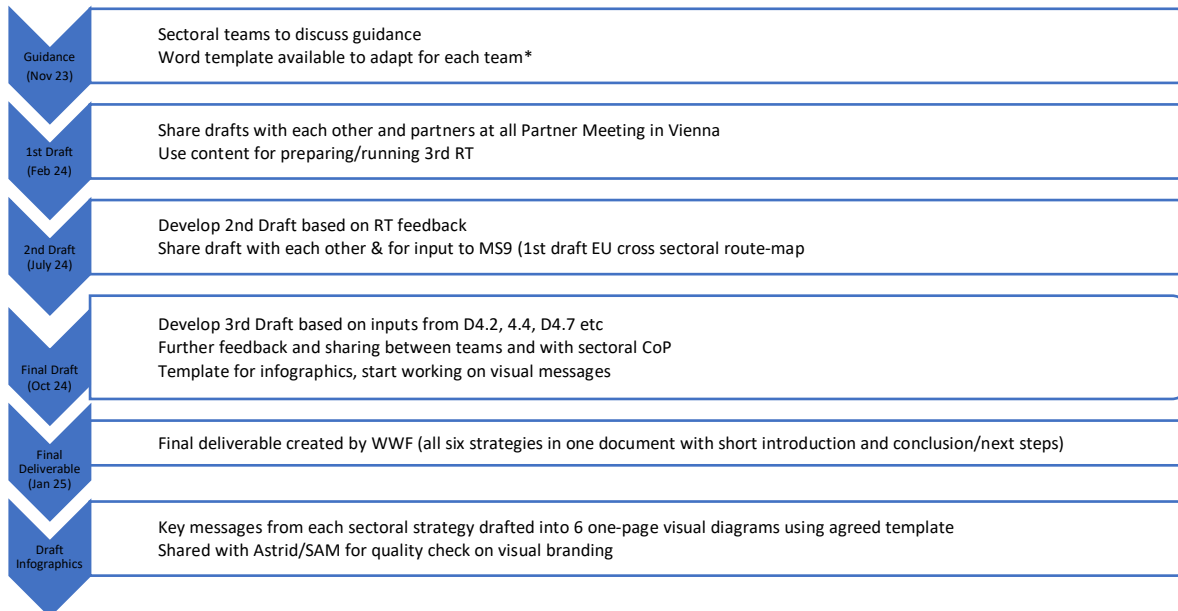 Guidance
(Nov 23)
Sectoral teams to discuss guidance
Word template available to adapt for each team*
1st Draft
(Feb 24)
Share drafts with each other and partners at all Partner Meeting in Vienna
Use content for preparing/running 3rd RT
2nd Draft
(July 24)
Develop 2nd Draft based on RT feedback
Share draft with each other & for input to MS9 (1st draft EU cross sectoral route-map
Final Draft
(Oct 24)
Develop 3rd Draft based on inputs from D4.2, 4.4, D4.7 etc
Further feedback and sharing between teams and with sectoral CoP
Template for infographics, start working on visual messages
Final
Deliverable
(Jan 25)
Final deliverable created by WWF (all six strategies in one document with short introduction and conclusion/next steps)
Draft
Infographics
Key messages from each sectoral strategy drafted into 6 one-page visual diagrams using agreed template
Shared with Astrid/SAM for quality check on visual branding